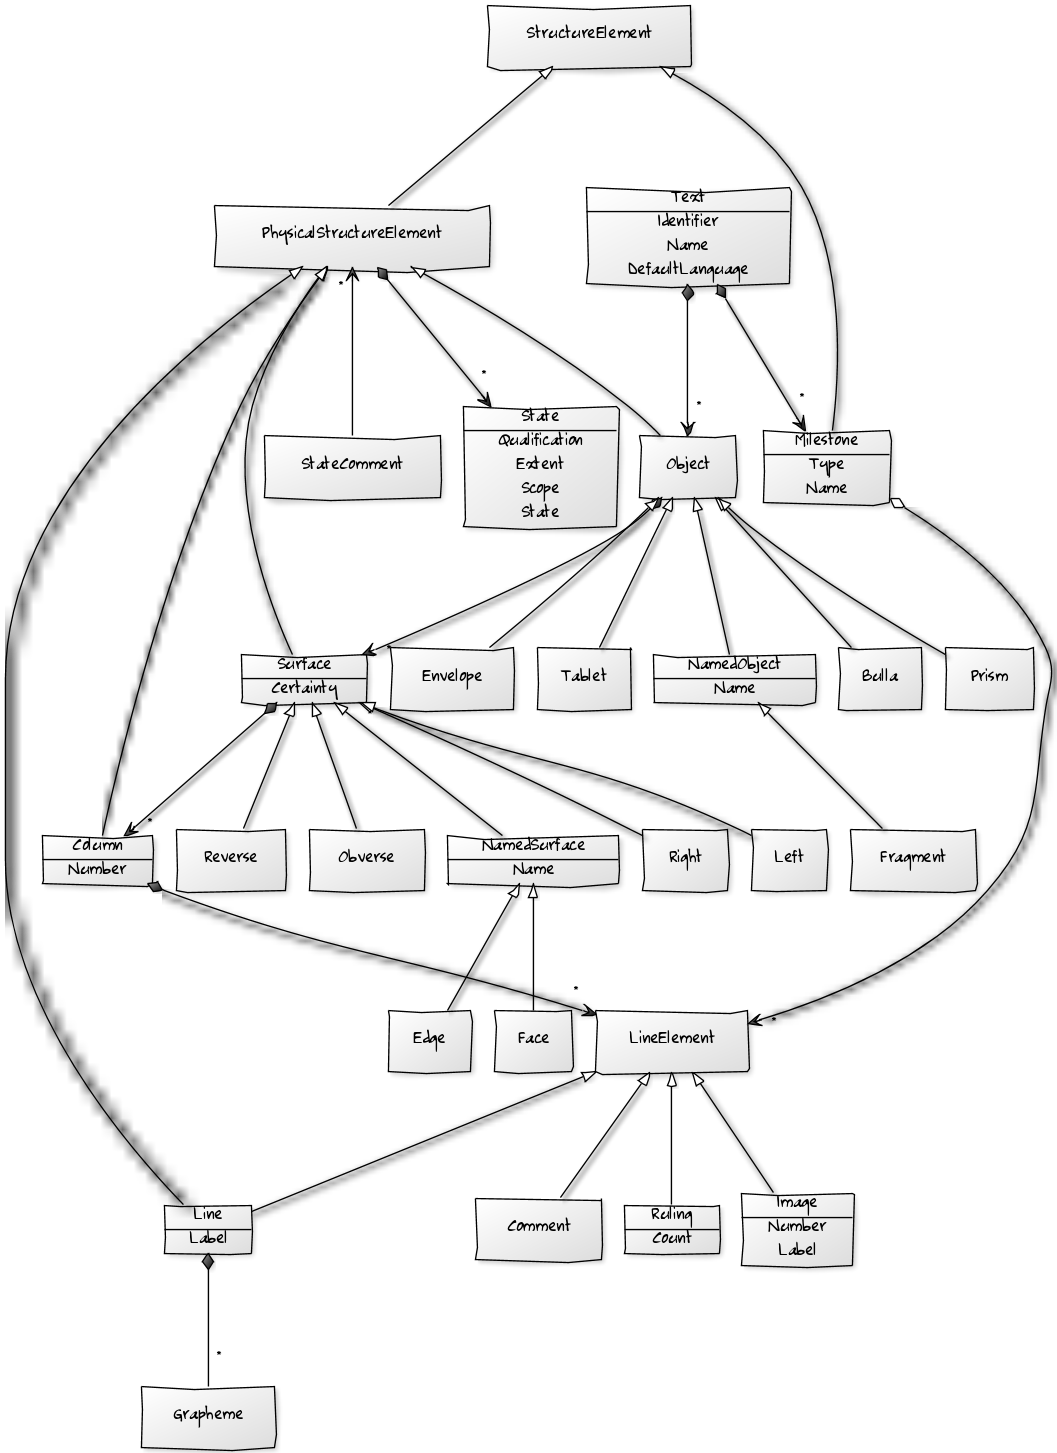 StructureElement
Text
Identifier
Name
DefaultLanguage
PhysicalStructureElement
*
*
*
*
State
Qualification
Extent
Scope
State
StateComment
Object
Milestone
Type
Name
Surface
Certainty
Envelope
Tablet
NamedObject
Name
Bulla
Prism
*
Column
Number
Reverse
Obverse
NamedSurface
Name
Right
Left
Fragment
*
*
Edge
Face
LineElement
Line
Label
Comment
Ruling
Count
Image
Number
Label
*
Grapheme